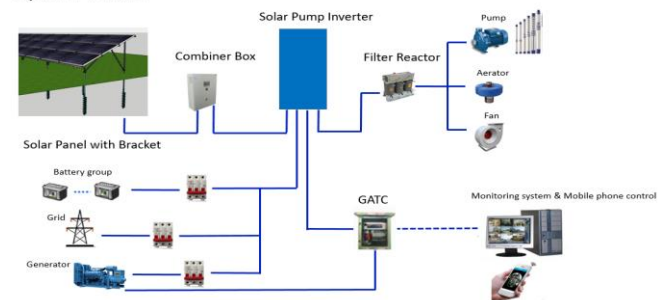 Solar Pump Inverter
Pump
Combiner Box
Filter Reactor
Aerator
Fan
Solar Panel with Bracket
Battery group
GATC
Monitoring system & Mobile phone control
Grid
Generator